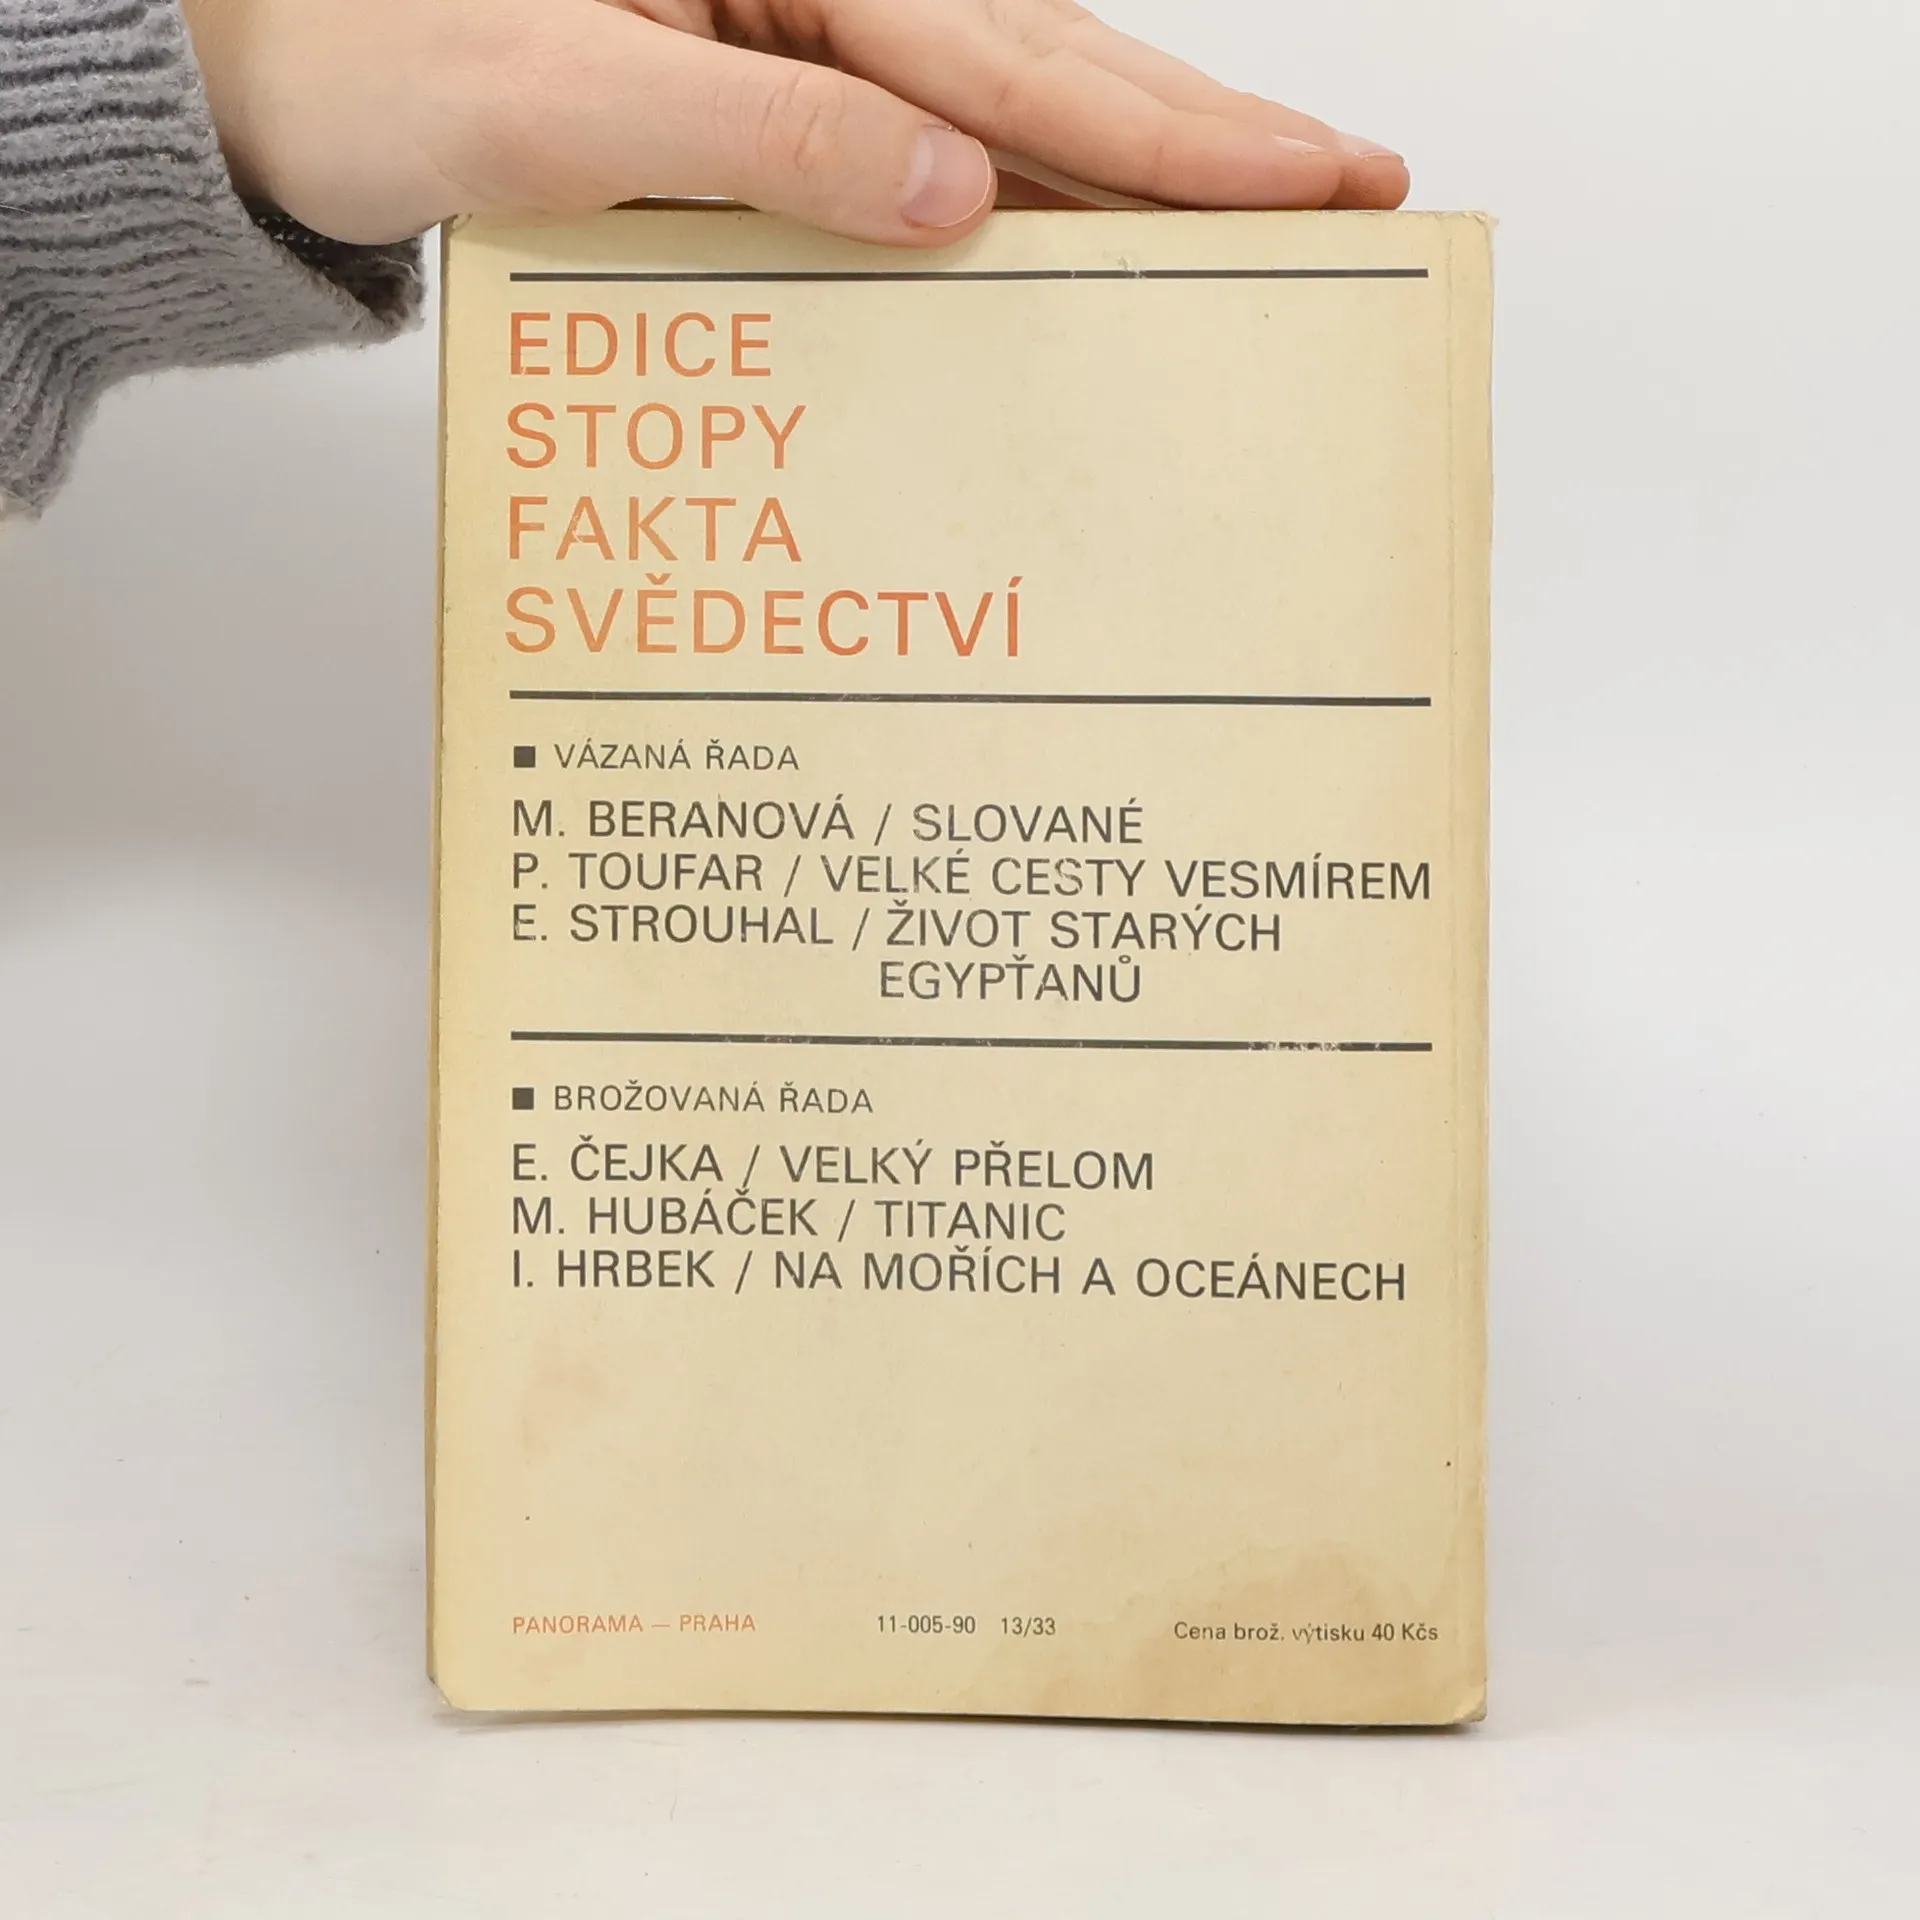 EDICE
STOPY
FAKTA
SVĚDECTVÍ
■ VÁZANÁ ŘADA
M. BERANOVÁ / SLOVANÉ
P. TOUFAR / VELKÉ CESTY VESMÍREM
E. STROUHAL / ŽIVOT STARÝCH
EGYPŤANŮ
■ BROŽOVANÁ ŘADA
E. ČEJKA / VELKÝ PŘELOM
M. HUBÁČEK / TITANIC
I. HRBEK / NA MOŘÍCH A OCEÁNECH
PANORAMA — PRAHA 11-005-90 13/33 Cena brož. výtisku 40 Kčs